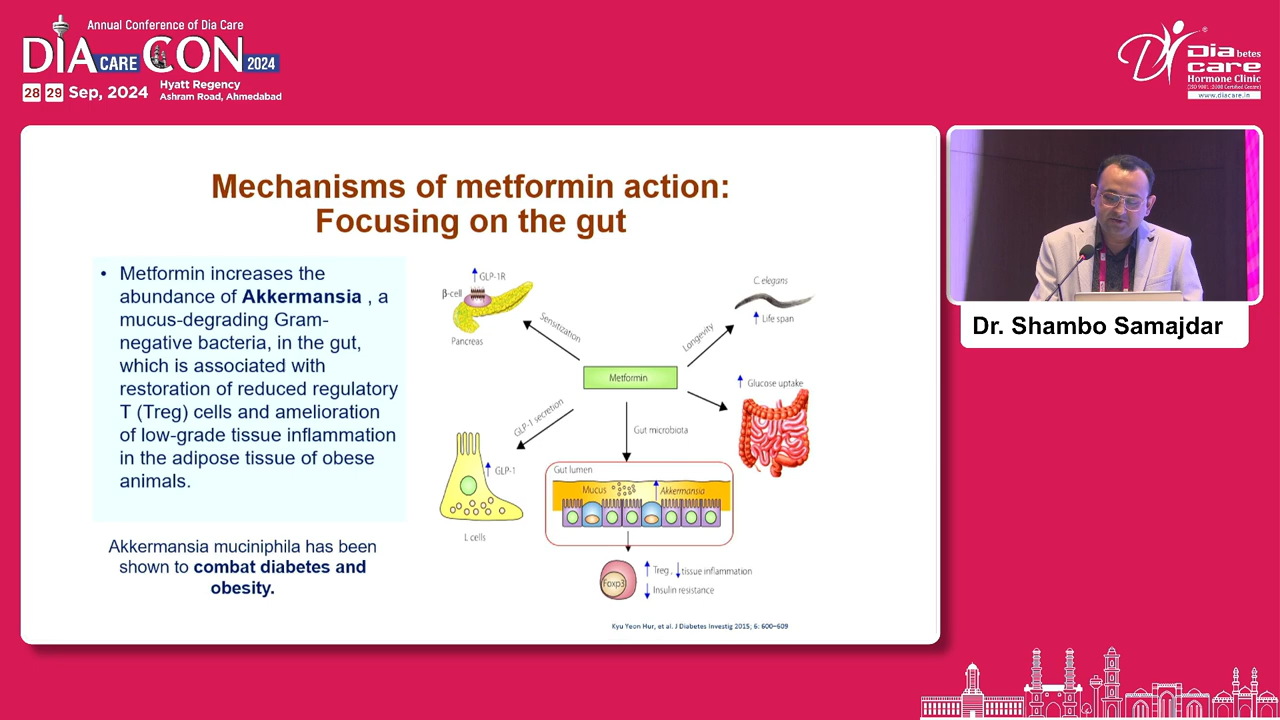 Annual Conference of Dia Care
DIA CARE CON 2024
28 29 Sep, 2024
Hyatt Regency
Ashram Road, Ahmedabad
Diabetes
care
Hormone Clinic
(ISO 9001:2008 Certified Centre)
www.diacare.in
Mechanisms of metformin action:
Focusing on the gut
• Metformin increases the
abundance of Akkermansia , a
mucus-degrading Gram-
negative bacteria, in the gut,
which is associated with
restoration of reduced regulatory
T (Treg) cells and amelioration
of low-grade tissue inflammation
in the adipose tissue of obese
animals.
Akkermansia muciniphila has been
shown to combat diabetes and
obesity.
↑ GLP-1R
β-cell
Pancreas
Sensitization
C. elegans
↑ Life span
Longevity
Metformin
↑ Glucose uptake
GLP-1 secretion
Gut microbiota
↑ GLP-1
L cells
Gut lumen
Mucus
↑ Akkermansia
Foxp3
↑ Treg, ↓ tissue inflammation
↓ Insulin resistance
Kyu Yeon Hur, et al. J Diabetes Investig 2015; 6: 600–609
Dr. Shambo Samajdar